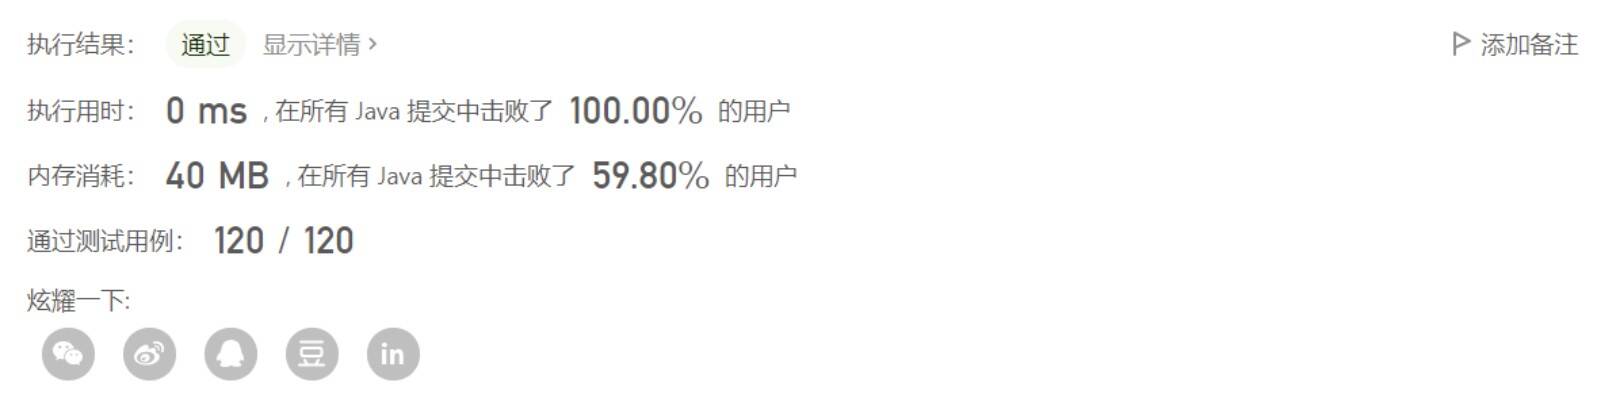 执行结果： 通过 显示详情 > 添加备注
执行用时： 0 ms , 在所有 Java 提交中击败了 100.00% 的用户
内存消耗： 40 MB , 在所有 Java 提交中击败了 59.80% 的用户
通过测试用例： 120 / 120
炫耀一下:
豆 in